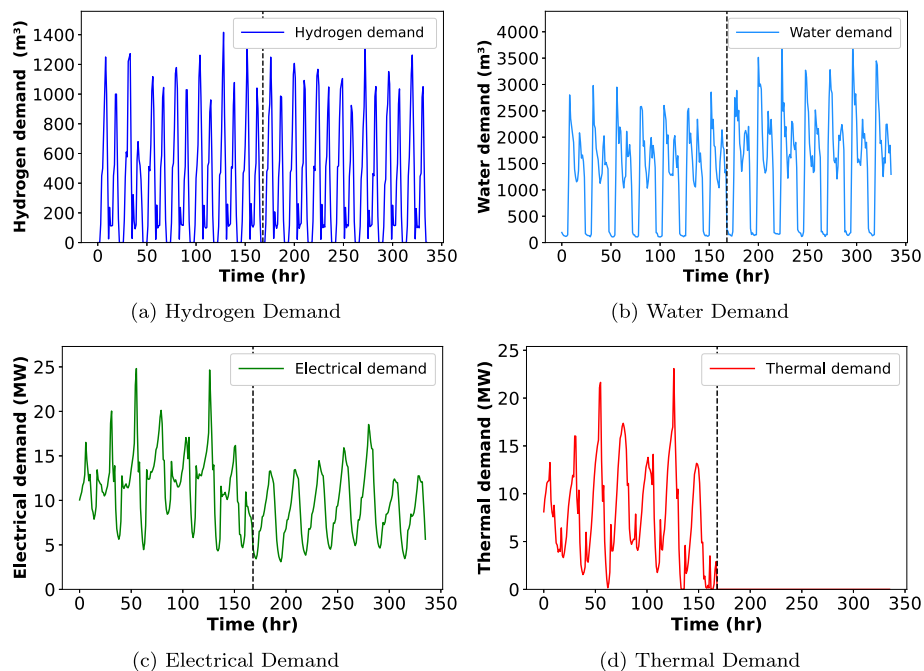 Hydrogen demand
Hydrogen demand (m³)
1400
1200
1000
800
600
400
200
0
0 50 100 150 200 250 300 350
Time (hr)
(a) Hydrogen Demand
Water demand
Water demand (m³)
4000
3500
3000
2500
2000
1500
1000
500
0
0 50 100 150 200 250 300 350
Time (hr)
(b) Water Demand
Electrical demand
Electrical demand (MW)
25
20
15
10
5
0
0 50 100 150 200 250 300 350
Time (hr)
(c) Electrical Demand
Thermal demand
Thermal demand (MW)
25
20
15
10
5
0
0 50 100 150 200 250 300 350
Time (hr)
(d) Thermal Demand